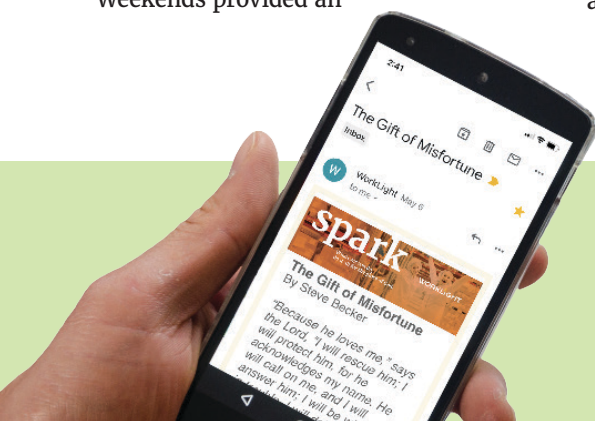 weekends provided an
a
2:41
The Gift of Misfortune
Inbox
W
WorkLight May 6
to me
spark
WORKLIGHT
The Gift of Misfortune
By Steve Becker
"Because he loves me," says
the Lord, "I will rescue him; I
will protect him, for he
acknowledges my name. He
will call on me, and I will
answer him; I will be